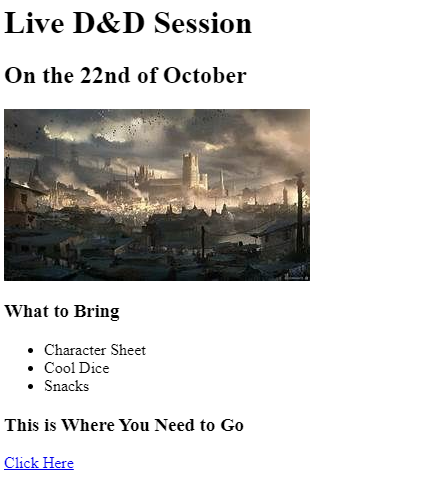 Live D&D Session
On the 22nd of October
What to Bring
Character Sheet
Cool Dice
Snacks
This is Where You Need to Go
Click Here